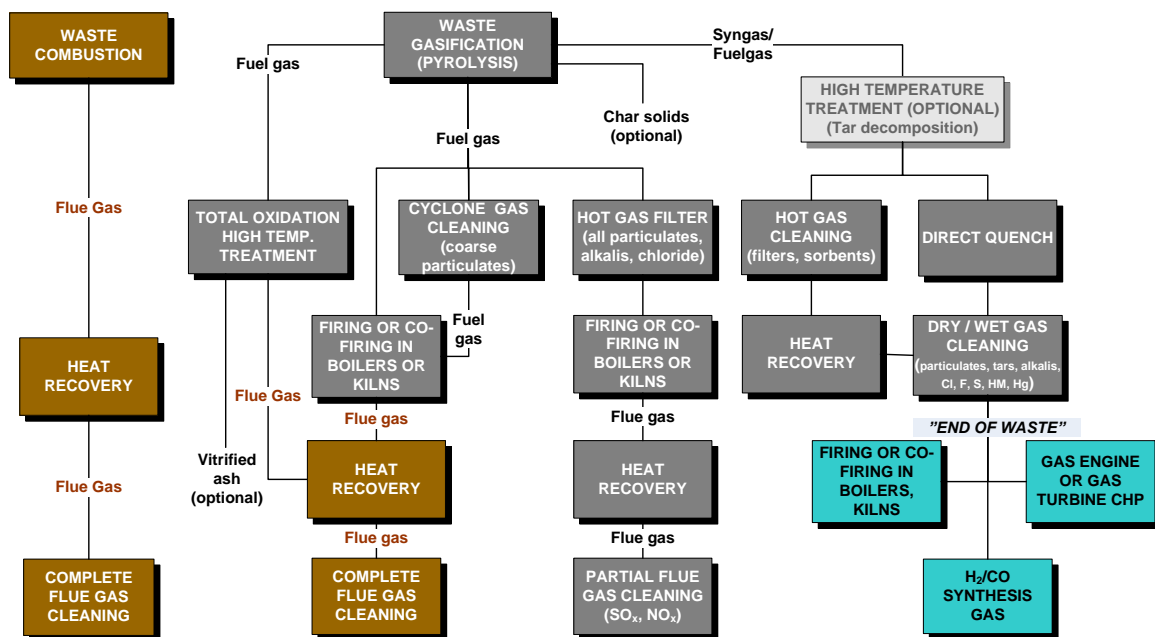 WASTE
COMBUSTION
Flue Gas
HEAT
RECOVERY
Flue Gas
COMPLETE
FLUE GAS
CLEANING
WASTE
GASIFICATION
(PYROLYSIS)
Fuel gas
TOTAL OXIDATION
HIGH TEMP.
TREATMENT
Vitrified
ash
(optional)
Flue Gas
Fuel gas
Char solids
(optional)
CYCLONE GAS
CLEANING
(coarse
particulates)
Fuel
gas
FIRING OR CO-
FIRING IN
BOILERS OR
KILNS
Flue gas
HEAT
RECOVERY
Flue gas
COMPLETE
FLUE GAS
CLEANING
HOT GAS FILTER
(all particulates,
alkalis, chloride)
FIRING OR CO-
FIRING IN
BOILERS OR
KILNS
Flue gas
HEAT
RECOVERY
Flue gas
PARTIAL FLUE
GAS CLEANING
(SOₓ, NOₓ)
Syngas/
Fuelgas
HIGH TEMPERATURE
TREATMENT (OPTIONAL)
(Tar decomposition)
HOT GAS
CLEANING
(filters, sorbents)
HEAT
RECOVERY
DIRECT QUENCH
DRY / WET GAS
CLEANING
(particulates, tars, alkalis,
Cl, F, S, HM, Hg)
”END OF WASTE”
FIRING OR CO-
FIRING IN
BOILERS,
KILNS
GAS ENGINE
OR GAS
TURBINE CHP
H₂/CO
SYNTHESIS
GAS